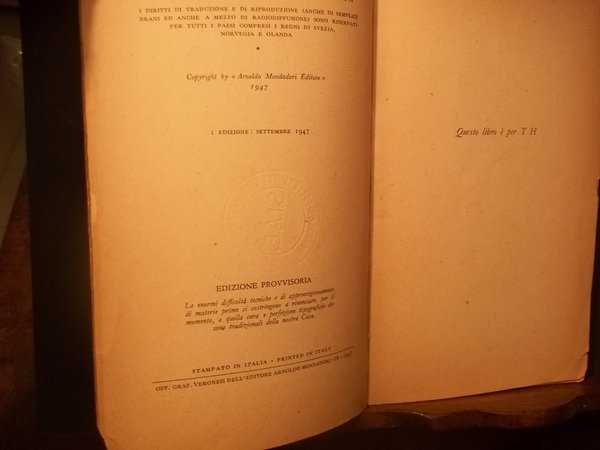 I DIRITTI DI TRADUZIONE E DI RIPRODUZIONE (ANCHE DI SEMPLICI
BRANI ED ANCHE A MEZZO DI RADIODIFFUSIONE) SONO RISERVATI
PER TUTTI I PAESI COMPRESI I REGNI DI SVEZIA,
NORVEGIA E OLANDA
Copyright by « Arnoldo Mondadori Editore »
1947
I EDIZIONE: SETTEMBRE 1947
EDIZIONE PROVVISORIA
Le enormi difficoltà tecniche e di approvvigionamento
di materie prime ci costringono a rinunciare, per il
momento, a quella cura e perfezione tipografica che
sono tradizionali della nostra Casa.
STAMPATO IN ITALIA - PRINTED IN ITALY
OFF. GRAF. VERONESI DELL'EDITORE ARNOLDO MONDADORI - 1947
Questo libro è per T H